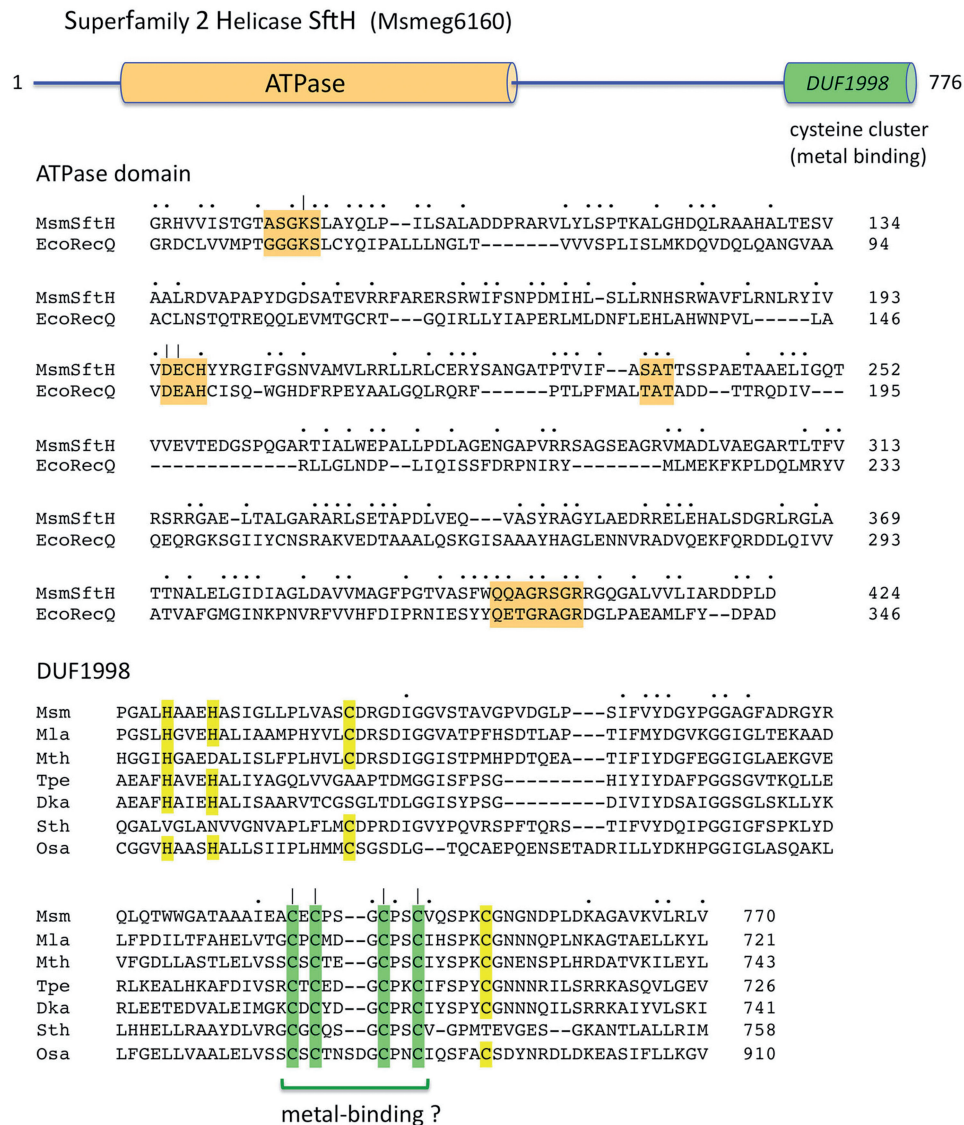 Superfamily 2 Helicase SftH (Msmeg6160)
1 ATPase DUF1998 776
cysteine cluster
(metal binding)
ATPase domain
MsmSftH GRHVVISTGTASGKSLAYQLP--ILSALADDPRARVLYLSPTKALGHDQLRAAHALTESV 134
EcoRecQ GRDCLVVMPTGGGKSLCYQIPALLLNGLT-------VVVSPLISLMKDQVDQLQANGVAA 94
MsmSftH AALRDVAPAPYDGDSATEVRRFARERSRWIFSNPDMIHL-SLLRNHSRWAVFLRNLRYIV 193
EcoRecQ ACLNSTQTREQQLEVMTGCRT---GQIRLLYIAPERLMLDNFLEHLAHWNPVL-----LA 146
MsmSftH VDECHYYRGIFGSNVAMVLRRLLRLCERYSANGATPTVIF--ASATTSSPAETAAELIGQT 252
EcoRecQ VDEAHCISQ-WGHDFRPEYAALGQLRQRF------PTLPFMALTATADD--TTRQDIV--- 195
MsmSftH VVEVTEDGSPQGARTIALWEPALLPDLAGENGAPVRRSAGSEAGRVMADLVAEGARTLTFV 313
EcoRecQ -------------RLLGLNDP--LIQISSFDRPNIRY--------MLMEKFKPLDQLMRYV 233
MsmSftH RSRRGAE-LTALGARARLSETAPDLVEQ---VASYRAGYLAEDRRELEHALSDGRLRGLA 369
EcoRecQ QEQRGKSGIIYCNSRAKVEDTAAALQSKGISAAAYHAGLENNVRADVQEKFQRDDLQIVV 293
MsmSftH TTNALELGIDIAGLDAVVMAGFPGTVASFWQQAGRSGRRGQGALVVLIARDDPLD 424
EcoRecQ ATVAFGMGINKPNVRFVVHFDIPRNIESYYQETGRAGRDGLPAEAMLFY--DPAD 346
DUF1998
Msm PGALHAAEHASIGLLPLVASCDRGDIGGVSTAVGPVDGLP---SIFVYDGYPGGAGFADRGYR
Mla PGSLHGVEHALIAAMPHYVLCDRSDIGGVATPFHSDTLAP---TIFMYDGVKGGIGLTEKAAD
Mth HGGIHGAEDALISLFPLHVLCDRSDIGGISTPMHPDTQEA---TIFIYDGFEGGIGLAEKGVE
Tpe AEAFHAVEHALIYAGQLVVGAAPTDMGGISFPSG---------HIYIYDAFPGGSGVTKQLLE
Dka AEAFHAIEHALISAARVTCGSGLTDLGGISYPSG---------DIVIYDSAIGGSGLSKLLYK
Sth QGALVGLANVVGNVAPLFLMCDPRDIGVYPQVRSPFTQRS---TIFVYDQIPGGIGFSPKLYD
Osa CGGVHAASHALLSIIPLHMMCSGSDLG--TQCAEPQENSETADRILLYDKHPGGIGLASQAKL
Msm QLQTWWGATAAAIEACECPS--GCPSCVQSPKCGNGNDPLDKAGAVKVLRLV 770
Mla LFPDILTFAHELVTGCPCMD--GCPSCIHSPKCGNNNQPLNKAGTAELLKYL 721
Mth VFGDLLASTLELVSSCSCTE--GCPSCIYSPKCGNENSPLHRDATVKILEYL 743
Tpe RLKEALHKAFDIVSRCTCED--GCPKCIFSPYCGNNNRILSRRKASQVLGEV 726
Dka RLEETEDVALEIMGKCDCYD--GCPRCIYSPYCGNNNQILSRRKAIYVLSKI 741
Sth LHHELLRAAYDLVRGCGCQS--GCPSCV-GPMTEVGES--GKANTLALLRIM 758
Osa LFGELLVAALELVSSCSCTNSDGCPNCIQSFACSDYNRDLDKEASIFLLKGV 910
metal-binding ?